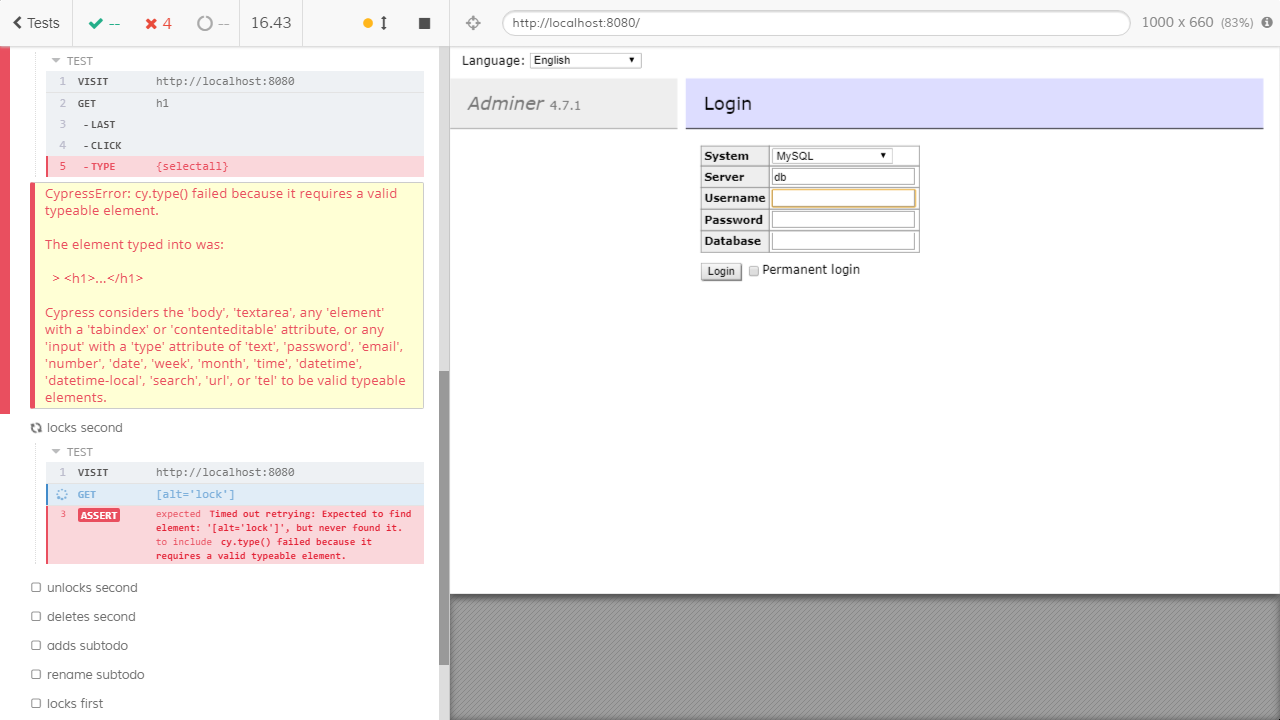 Tests
--
4
--
16.43
http://localhost:8080/
1000 x 660 (83%)
TEST
1 VISIT http://localhost:8080
2 GET h1
3 - LAST
4 - CLICK
5 - TYPE {selectall}
CypressError: cy.type() failed because it requires a valid
typeable element.
The element typed into was:
> <h1>...</h1>
Cypress considers the 'body', 'textarea', any 'element'
with a 'tabindex' or 'contenteditable' attribute, or any
'input' with a 'type' attribute of 'text', 'password', 'email',
'number', 'date', 'week', 'month', 'time', 'datetime',
'datetime-local', 'search', 'url', or 'tel' to be valid typeable
elements.
locks second
TEST
1 VISIT http://localhost:8080
GET [alt='lock']
3 ASSERT expected Timed out retrying: Expected to find
element: '[alt='lock']', but never found it.
to include cy.type() failed because it
requires a valid typeable element.
unlocks second
deletes second
adds subtodo
rename subtodo
locks first
Language: English
Adminer 4.7.1
Login
System MySQL
Server db
Username
Password
Database
Login Permanent login